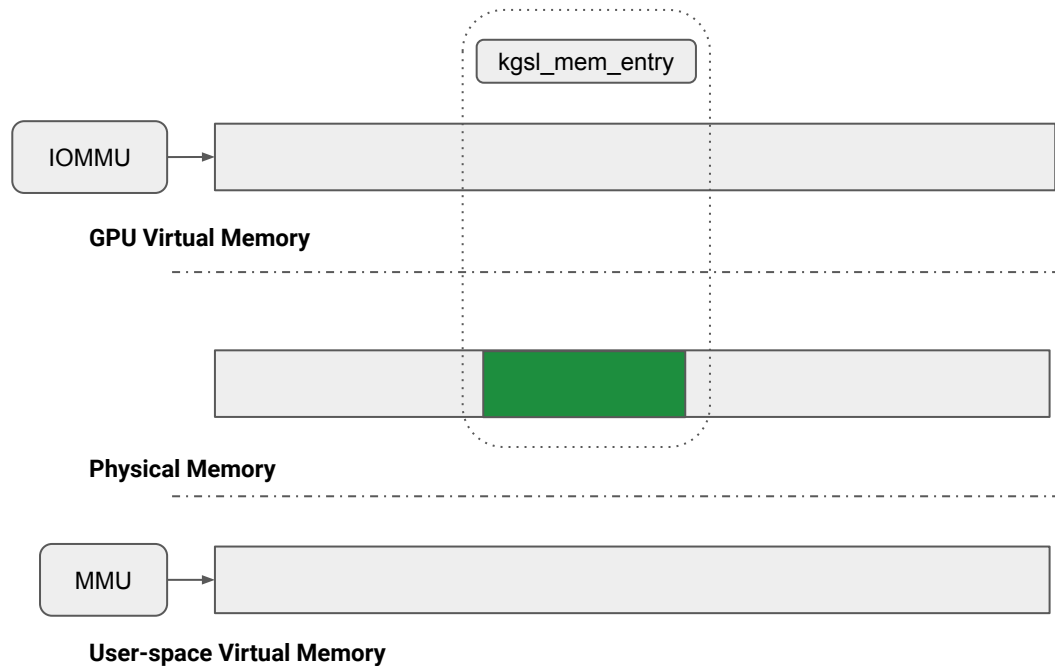 kgsl_mem_entry
IOMMU
GPU Virtual Memory
Physical Memory
MMU
User-space Virtual Memory